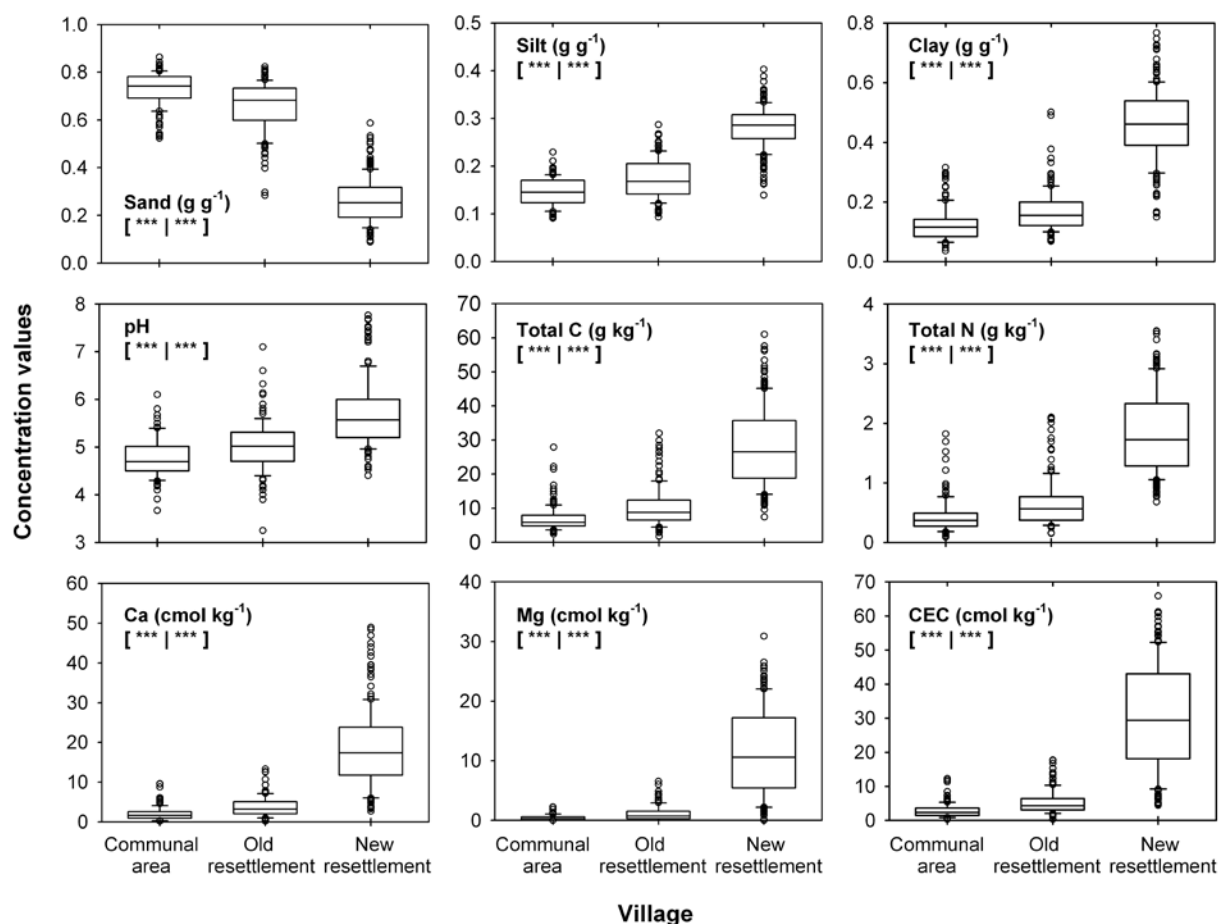 Concentration values
1.0
0.8
0.6
0.4
0.2
0.0
Sand (g g⁻¹)
[ *** | *** ]
0.5
0.4
0.3
0.2
0.1
0.0
Silt (g g⁻¹)
[ *** | *** ]
0.8
0.6
0.4
0.2
0.0
Clay (g g⁻¹)
[ *** | *** ]
8
7
6
5
4
3
pH
[ *** | *** ]
70
60
50
40
30
20
10
0
Total C (g kg⁻¹)
[ *** | *** ]
4
3
2
1
0
Total N (g kg⁻¹)
[ *** | *** ]
60
50
40
30
20
10
0
Ca (cmol kg⁻¹)
[ *** | *** ]
40
30
20
10
0
Mg (cmol kg⁻¹)
[ *** | *** ]
70
60
50
40
30
20
10
0
CEC (cmol kg⁻¹)
[ *** | *** ]
Communal
area
Old
resettlement
New
resettlement
Communal
area
Old
resettlement
New
resettlement
Communal
area
Old
resettlement
New
resettlement
Village